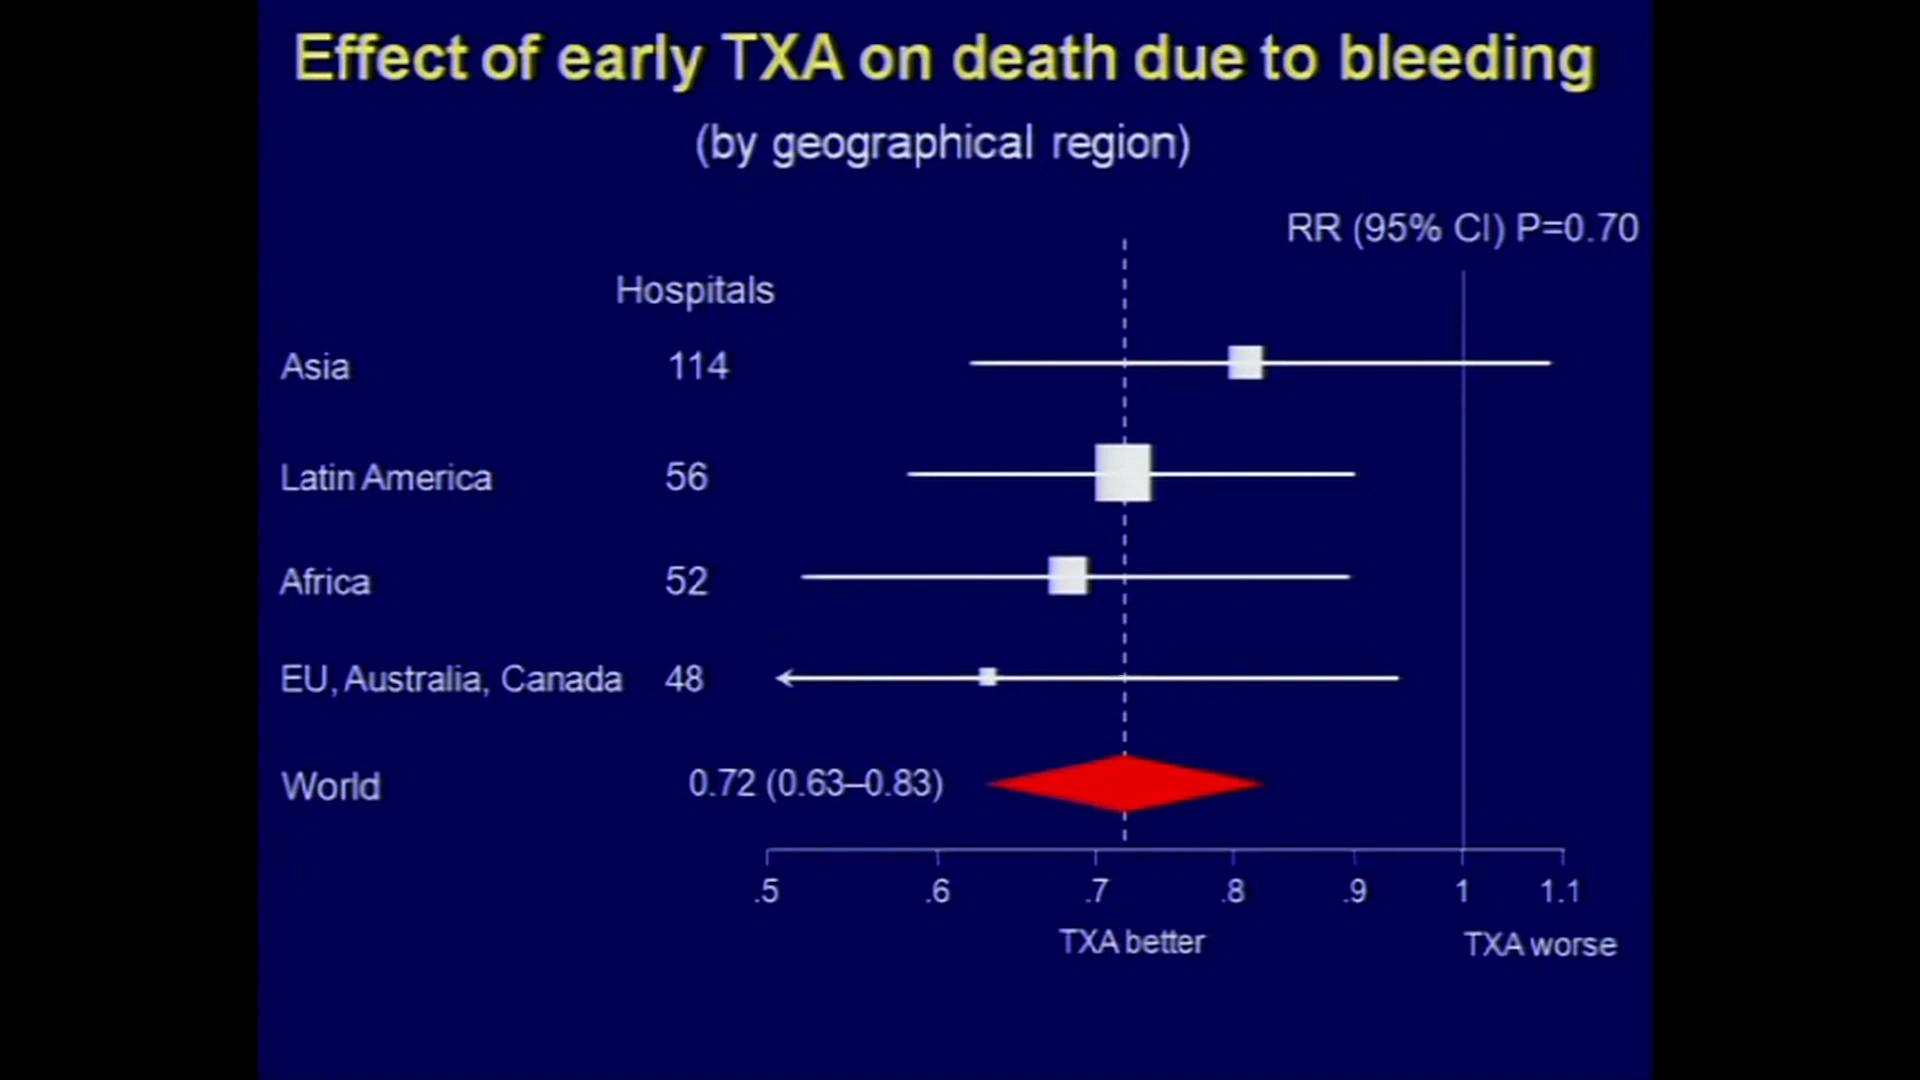 Effect of early TXA on death due to bleeding
(by geographical region)
RR (95% CI) P=0.70
Hospitals
Asia 114
Latin America 56
Africa 52
EU, Australia, Canada 48
World 0.72 (0.63–0.83)
.5 .6 .7 .8 .9 1 1.1
TXA better TXA worse